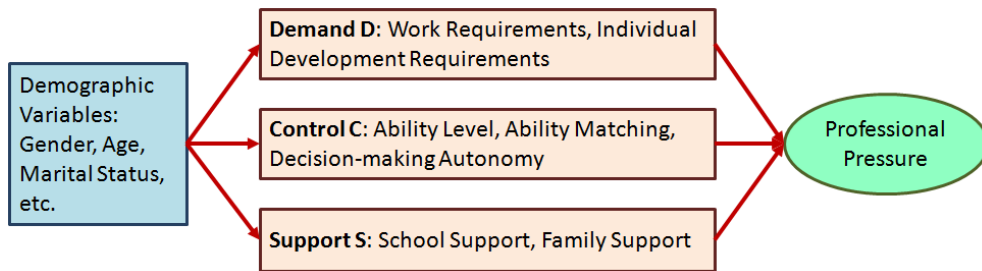 Demographic
Variables:
Gender, Age,
Marital Status,
etc.
Demand D: Work Requirements, Individual
Development Requirements
Control C: Ability Level, Ability Matching,
Decision-making Autonomy
Support S: School Support, Family Support
Professional
Pressure